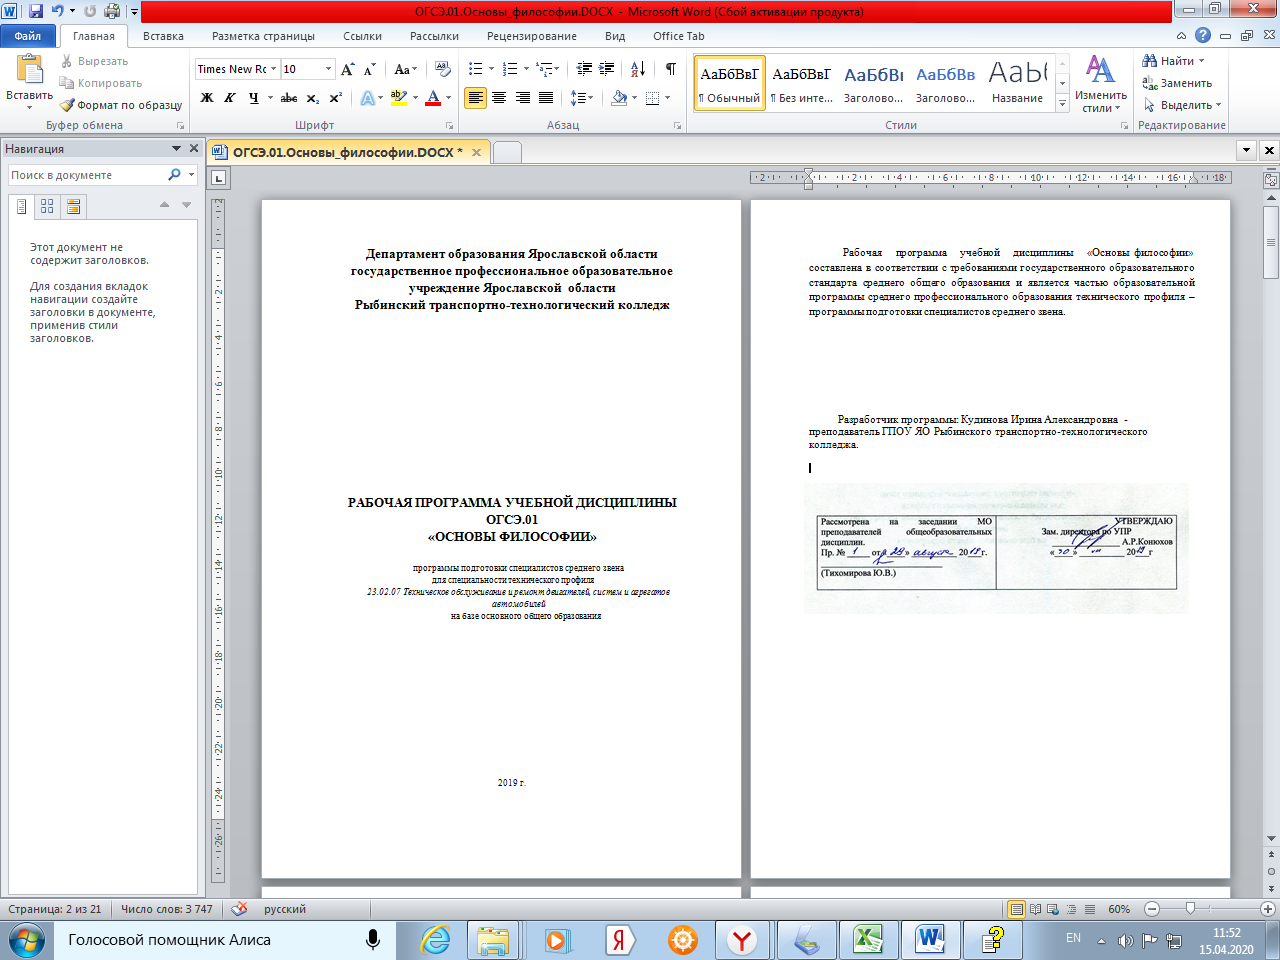 ОГСЭ.01.Основы_философии.DOCX - Microsoft Word (Сбой активации продукта)
Файл
Главная
Вставка
Разметка страницы
Ссылки
Рассылки
Рецензирование
Вид
Office Tab
Вставить
Вырезать
Копировать
Формат по образцу
Буфер обмена
Times New Rc
10
Шрифт
Абзац
АаБбВвГ
¶ Обычный
АаБбВвГ
¶ Без инте...
АаБбВı
Заголово...
АаБбВв
Заголово...
АаЬ
Название
Изменить стили
Стили
Найти
Заменить
Выделить
Редактирование
Навигация
Поиск в документе
Этот документ не
содержит заголовков.
Для создания вкладок
навигации создайте
заголовки в документе,
применив стили
заголовков.
ОГСЭ.01.Основы_философии.DOCX *
Департамент образования Ярославской области
государственное профессиональное образовательное
учреждение Ярославской области
Рыбинский транспортно-технологический колледж
РАБОЧАЯ ПРОГРАММА УЧЕБНОЙ ДИСЦИПЛИНЫ
ОГСЭ.01
«ОСНОВЫ ФИЛОСОФИИ»
программы подготовки специалистов среднего звена
для специальности технического профиля
23.02.07 Техническое обслуживание и ремонт двигателей, систем и агрегатов
автомобилей
на базе основного общего образования
2019 г.
Рабочая программа учебной дисциплины «Основы философии»
составлена в соответствии с требованиями государственного образовательного
стандарта среднего общего образования и является частью образовательной
программы среднего профессионального образования технического профиля –
программы подготовки специалистов среднего звена.
Разработчик программы: Кудинова Ирина Александровна -
преподаватель ГПОУ ЯО Рыбинского транспортно-технологического
колледжа.
Рассмотрена на заседании МО
преподавателей общеобразовательных
дисциплин.
Пр. № 1 от « » августа 20 г.
(Тихомирова Ю.В.)
УТВЕРЖДАЮ
Зам. директора по УПР
А.Р.Конюхов
«30» 2019 г
Страница: 2 из 21
Число слов: 3 747
русский
60%
Голосовой помощник Алиса
EN
11:52
15.04.2020